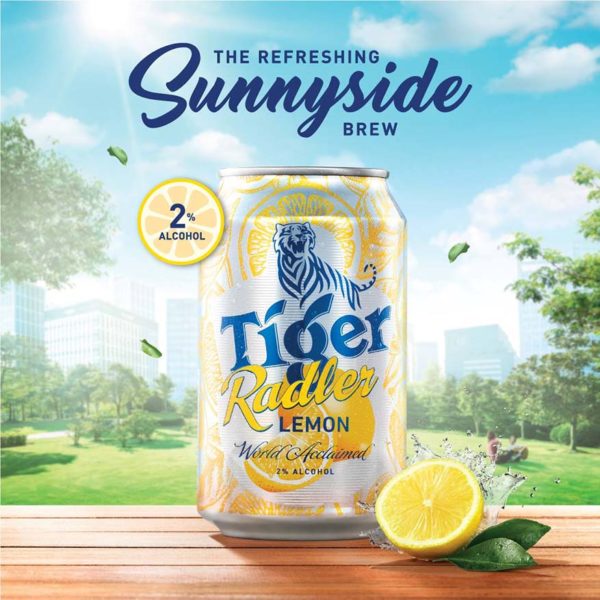 THE REFRESHING
Sunnyside
BREW
2%
ALCOHOL
Tiger
Radler
LEMON
World Acclaimed
2% ALCOHOL